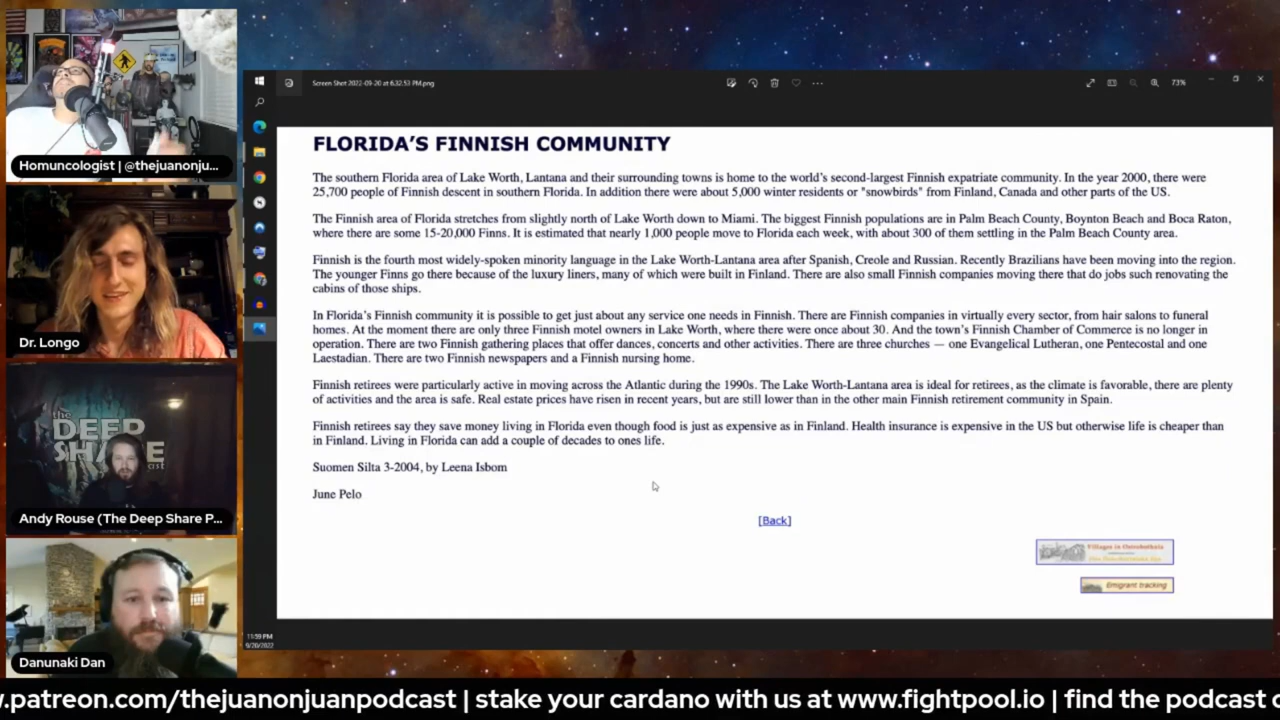 Homuncologist | @thejuanonju...
Dr. Longo
THE DEEP
SHARE
cast
Andy Rouse (The Deep Share P...
Danunaki Dan
Screen Shot 2022-09-20 at 6.32.53 PM.png
73%
FLORIDA'S FINNISH COMMUNITY
The southern Florida area of Lake Worth, Lantana and their surrounding towns is home to the world's second-largest Finnish expatriate community. In the year 2000, there were
25,700 people of Finnish descent in southern Florida. In addition there were about 5,000 winter residents or "snowbirds" from Finland, Canada and other parts of the US.
The Finnish area of Florida stretches from slightly north of Lake Worth down to Miami. The biggest Finnish populations are in Palm Beach County, Boynton Beach and Boca Raton,
where there are some 15-20,000 Finns. It is estimated that nearly 1,000 people move to Florida each week, with about 300 of them settling in the Palm Beach County area.
Finnish is the fourth most widely-spoken minority language in the Lake Worth-Lantana area after Spanish, Creole and Russian. Recently Brazilians have been moving into the region.
The younger Finns go there because of the luxury liners, many of which were built in Finland. There are also small Finnish companies moving there that do jobs such renovating the
cabins of those ships.
In Florida's Finnish community it is possible to get just about any service one needs in Finnish. There are Finnish companies in virtually every sector, from hair salons to funeral
homes. At the moment there are only three Finnish motel owners in Lake Worth, where there were once about 30. And the town's Finnish Chamber of Commerce is no longer in
operation. There are two Finnish gathering places that offer dances, concerts and other activities. There are three churches — one Evangelical Lutheran, one Pentecostal and one
Laestadian. There are two Finnish newspapers and a Finnish nursing home.
Finnish retirees were particularly active in moving across the Atlantic during the 1990s. The Lake Worth-Lantana area is ideal for retirees, as the climate is favorable, there are plenty
of activities and the area is safe. Real estate prices have risen in recent years, but are still lower than in the other main Finnish retirement community in Spain.
Finnish retirees say they save money living in Florida even though food is just as expensive as in Finland. Health insurance is expensive in the US but otherwise life is cheaper than
in Finland. Living in Florida can add a couple of decades to ones life.
Suomen Silta 3-2004, by Leena Isbom
June Pelo
[Back]
Villages in Ostrobothnia
Emigrant tracking
11:59 PM
9/20/2022
v.patreon.com/thejuanonjuanpodcast | stake your cardano with us at www.fightpool.io | find the podcast